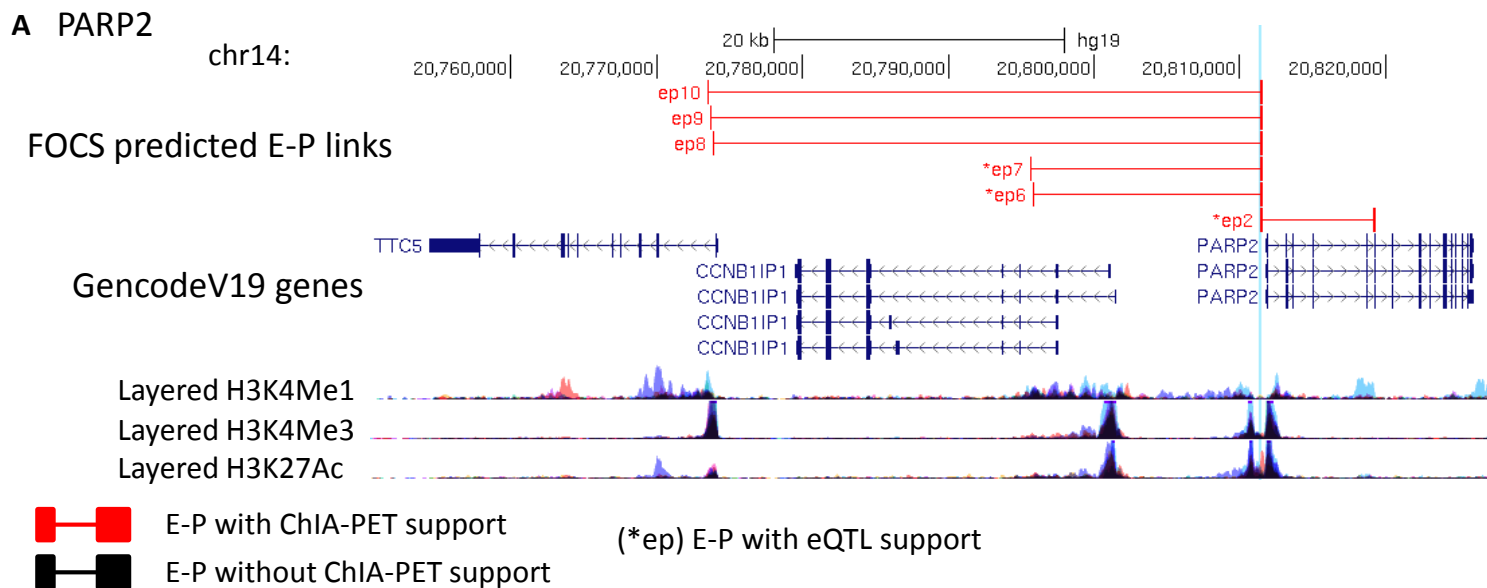 A PARP2
20 kb hg19
chr14: 20,760,000 20,770,000 20,780,000 20,790,000 20,800,000 20,810,000 20,820,000
ep10
ep9
FOCS predicted E-P links
ep8
*ep7
*ep6
*ep2
TTC5 PARP2
GencodeV19 genes
CCNB1IP1 PARP2
CCNB1IP1 PARP2
CCNB1IP1
CCNB1IP1
Layered H3K4Me1
Layered H3K4Me3
Layered H3K27Ac
E-P with ChIA-PET support
(*ep) E-P with eQTL support
E-P without ChIA-PET support